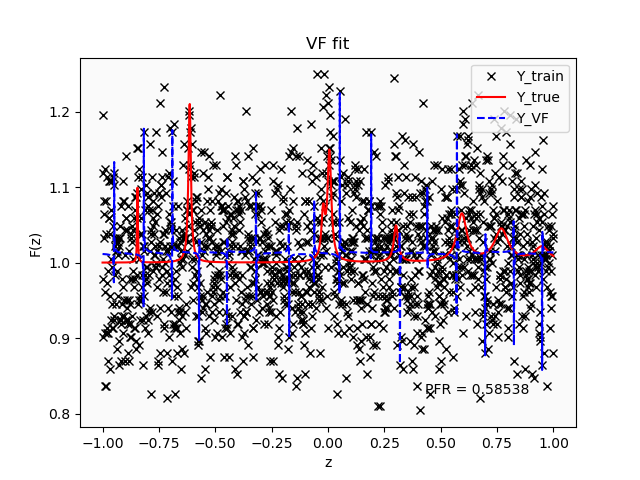 VF fit
Y_train
Y_true
Y_VF
F(z)
1.2
1.1
1.0
0.9
0.8
PFR = 0.58538
−1.00 −0.75 −0.50 −0.25 0.00 0.25 0.50 0.75 1.00
z